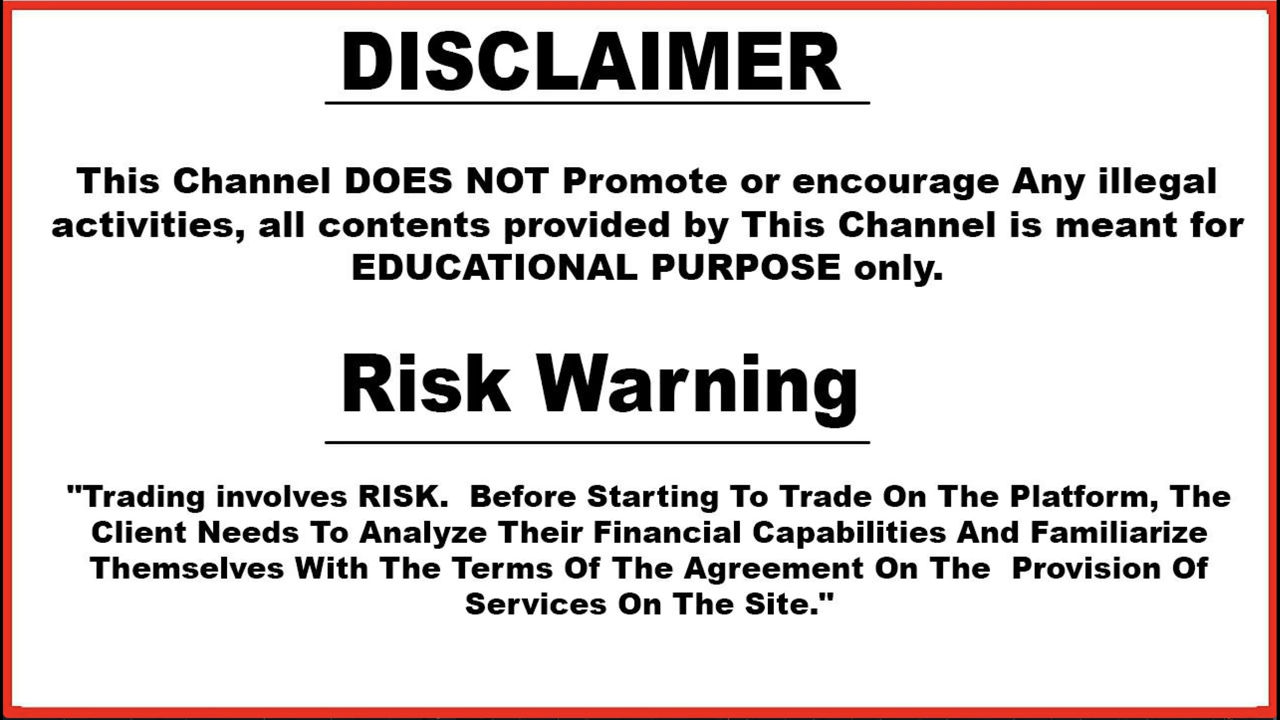 DISCLAIMER
This Channel DOES NOT Promote or encourage Any illegal
activities, all contents provided by This Channel is meant for
EDUCATIONAL PURPOSE only.
Risk Warning
"Trading involves RISK.  Before Starting To Trade On The Platform, The
Client Needs To Analyze Their Financial Capabilities And Familiarize
Themselves With The Terms Of The Agreement On The  Provision Of
Services On The Site."